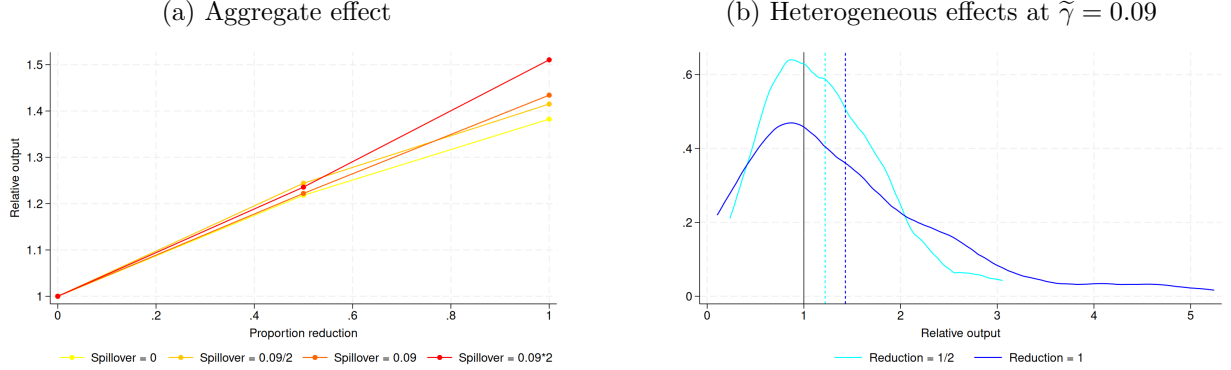 (a) Aggregate effect
1.5
1.4
1.3
1.2
1.1
1
Relative output
0 .2 .4 .6 .8 1
Proportion reduction
Spillover = 0 Spillover = 0.09/2 Spillover = 0.09 Spillover = 0.09*2
(b) Heterogeneous effects at γ̃ = 0.09
.6
.4
.2
0
0 1 2 3 4 5
Relative output
Reduction = 1/2 Reduction = 1